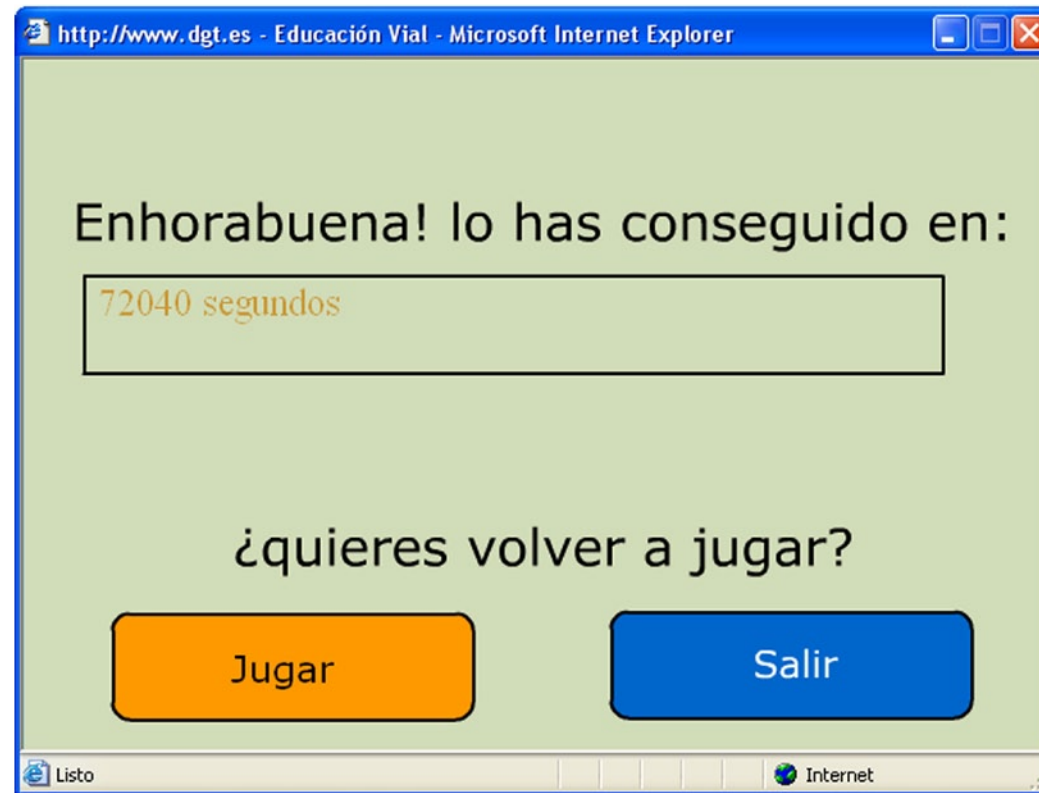 http://www.dgt.es - Educación Vial - Microsoft Internet Explorer
Enhorabuena! lo has conseguido en:
72040 segundos
¿quieres volver a jugar?
Jugar
Salir
Listo
Internet